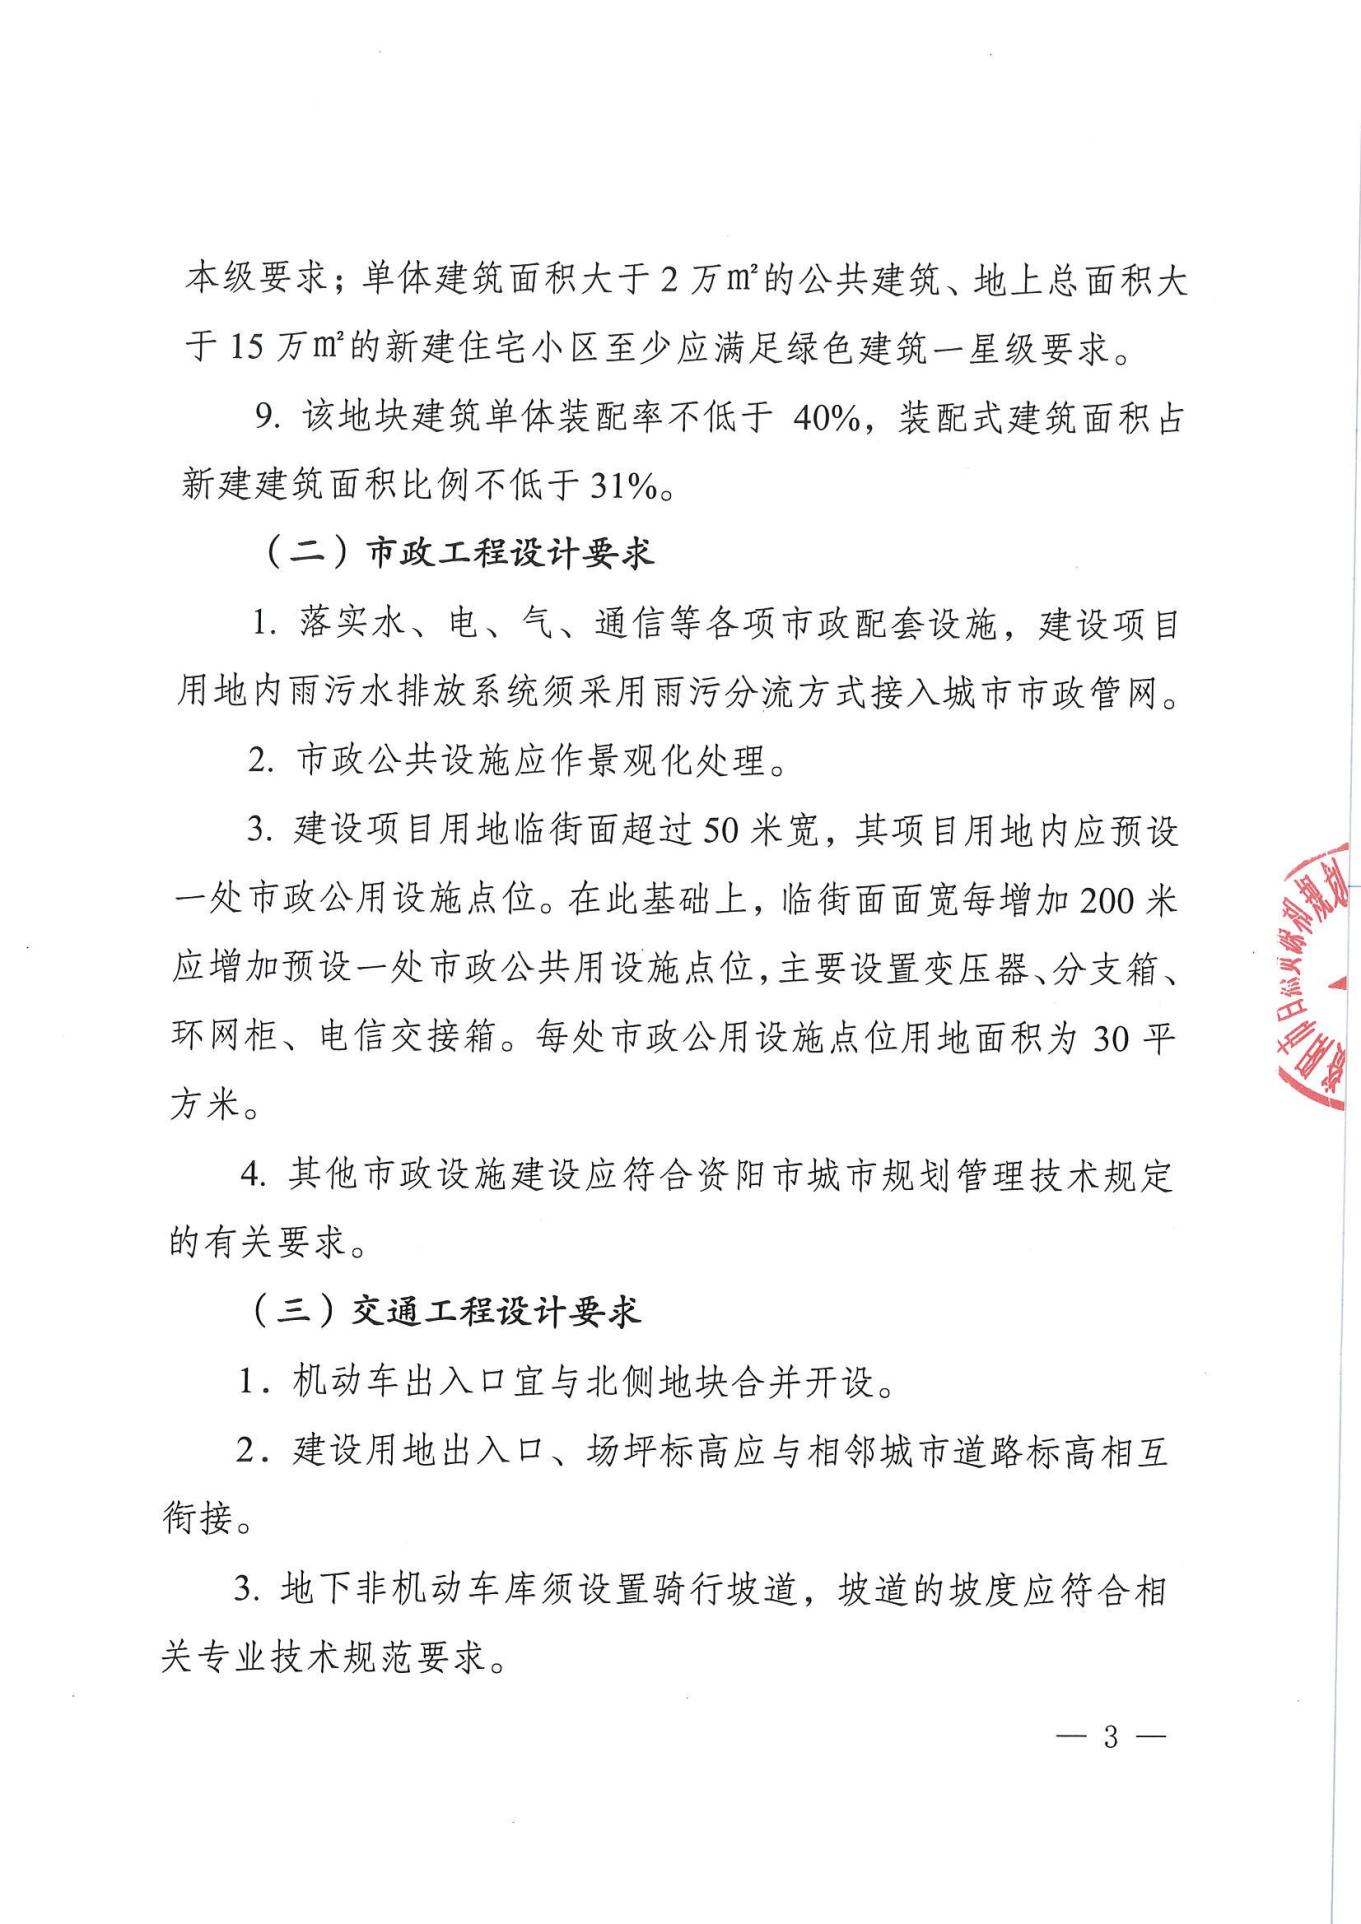 本级要求；单体建筑面积大于2万㎡的公共建筑、地上总面积大
于15万㎡的新建住宅小区至少应满足绿色建筑一星级要求。
9. 该地块建筑单体装配率不低于 40%，装配式建筑面积占
新建建筑面积比例不低于31%。
（二）市政工程设计要求
1. 落实水、电、气、通信等各项市政配套设施，建设项目
用地内雨污水排放系统须采用雨污分流方式接入城市市政管网。
2. 市政公共设施应作景观化处理。
3. 建设项目用地临街面超过50米宽，其项目用地内应预设
一处市政公用设施点位。在此基础上，临街面面宽每增加200米
应增加预设一处市政公共用设施点位，主要设置变压器、分支箱、
环网柜、电信交接箱。每处市政公用设施点位用地面积为30平
方米。
4. 其他市政设施建设应符合资阳市城市规划管理技术规定
的有关要求。
（三）交通工程设计要求
1. 机动车出入口宜与北侧地块合并开设。
2. 建设用地出入口、场坪标高应与相邻城市道路标高相互
衔接。
3. 地下非机动车库须设置骑行坡道，坡道的坡度应符合相
关专业技术规范要求。
— 3 —
资阳市自然资源和规划